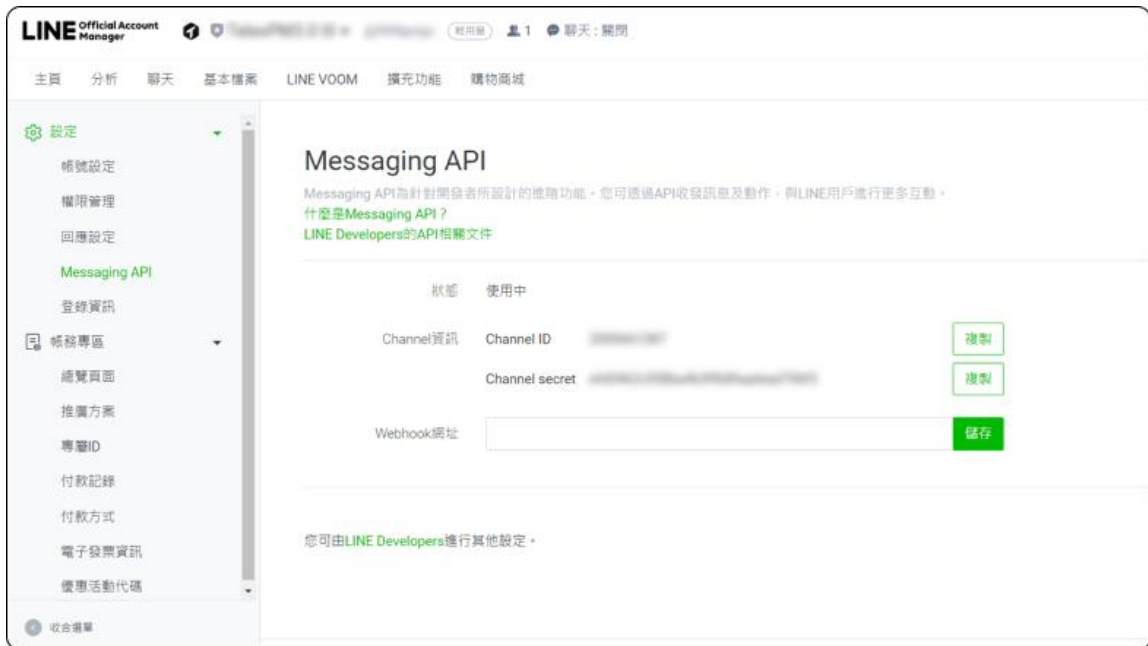 LINE Official Account Manager
輕用量 1 聊天 : 關閉
主頁 分析 聊天 基本檔案 LINE VOOM 擴充功能 購物商城
設定
帳號設定
權限管理
回應設定
Messaging API
登錄資訊
帳務專區
總覽頁面
推廣方案
專屬ID
付款記錄
付款方式
電子發票資訊
優惠活動代碼
收合選單
Messaging API
Messaging API為針對開發者所設計的進階功能。您可透過API收發訊息及動作，與LINE用戶進行更多互動。
什麼是Messaging API？
LINE Developers的API相關文件
狀態 使用中
Channel資訊 Channel ID 複製
Channel secret 複製
Webhook網址 儲存
您可由LINE Developers進行其他設定。